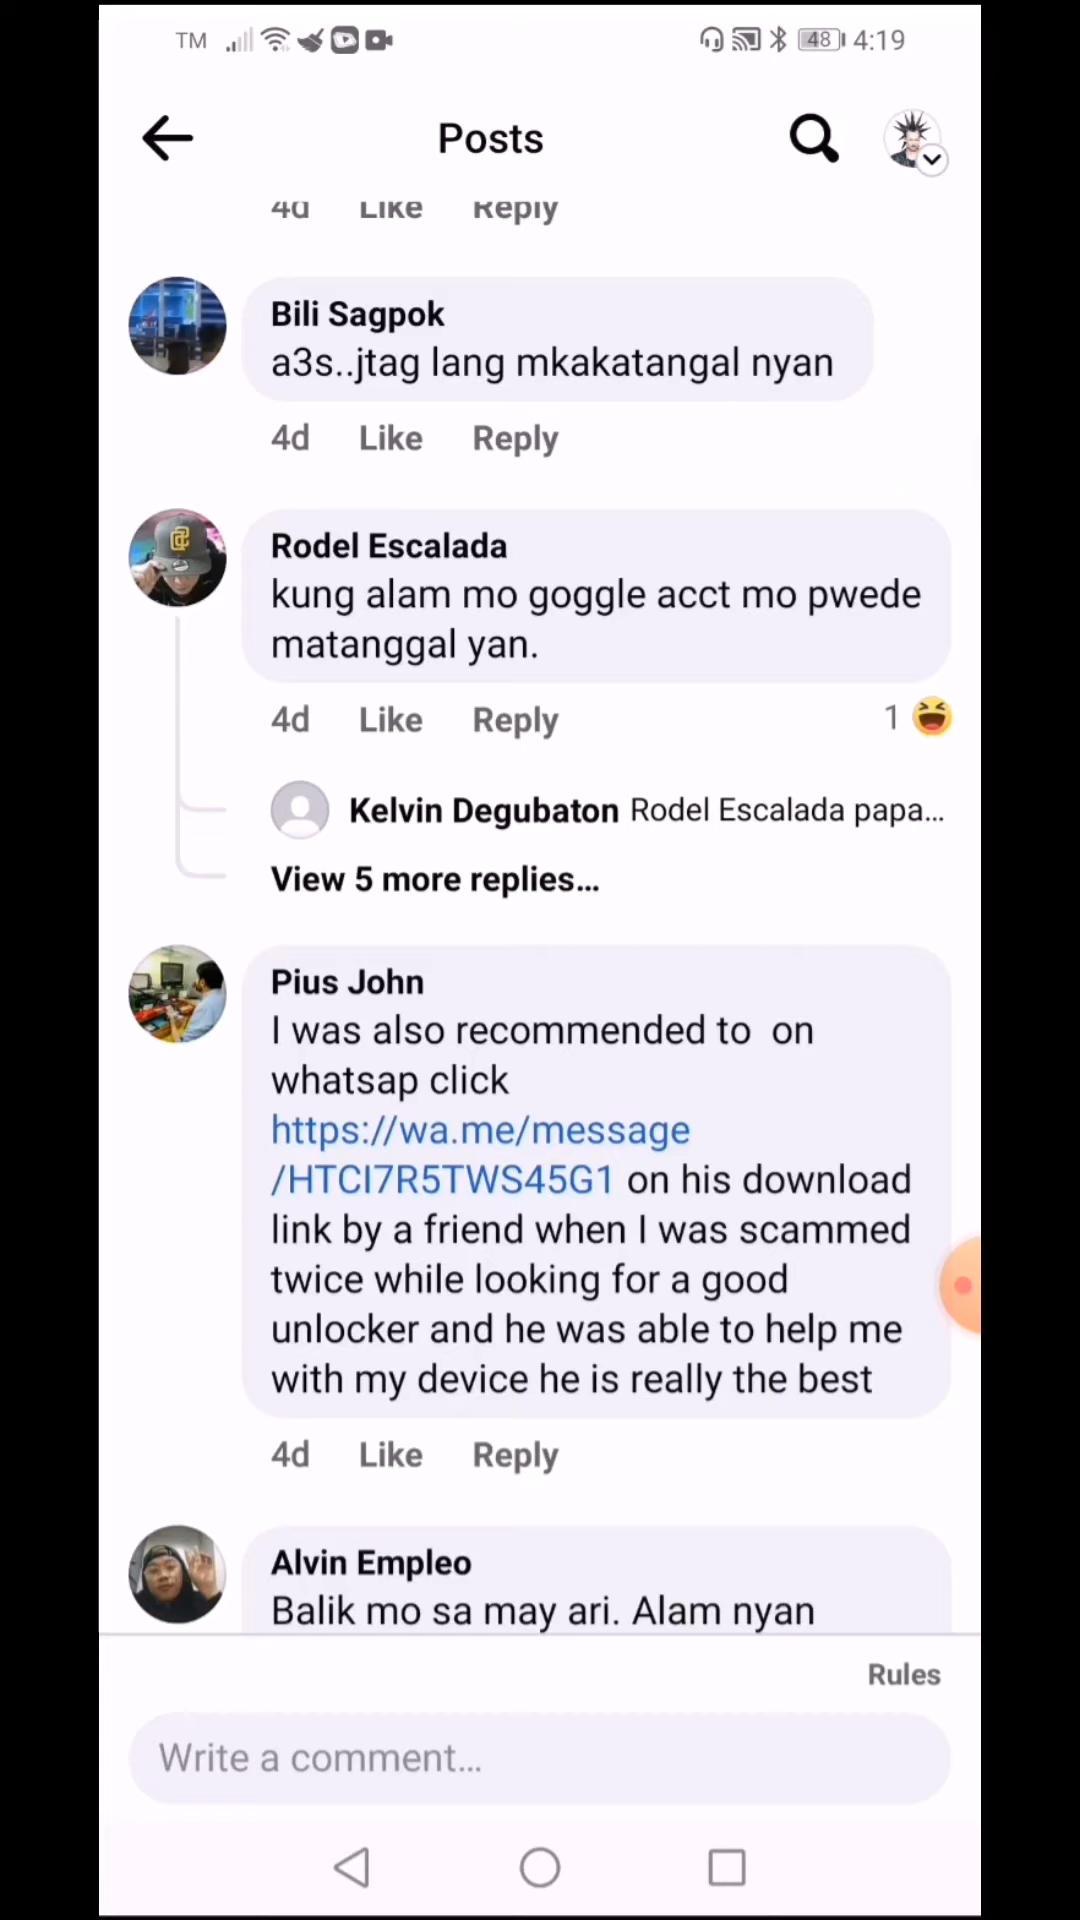 TM 48 4:19
Posts
4d Like Reply
Bili Sagpok
a3s..jtag lang mkakatangal nyan
4d Like Reply
Rodel Escalada
kung alam mo goggle acct mo pwede
matanggal yan.
4d Like Reply 1
Kelvin Degubaton Rodel Escalada papa...
View 5 more replies...
Pius John
I was also recommended to  on
whatsap click
https://wa.me/message
/HTCI7R5TWS45G1 on his download
link by a friend when I was scammed
twice while looking for a good
unlocker and he was able to help me
with my device he is really the best
4d Like Reply
Alvin Empleo
Balik mo sa may ari. Alam nyan
Rules
Write a comment...